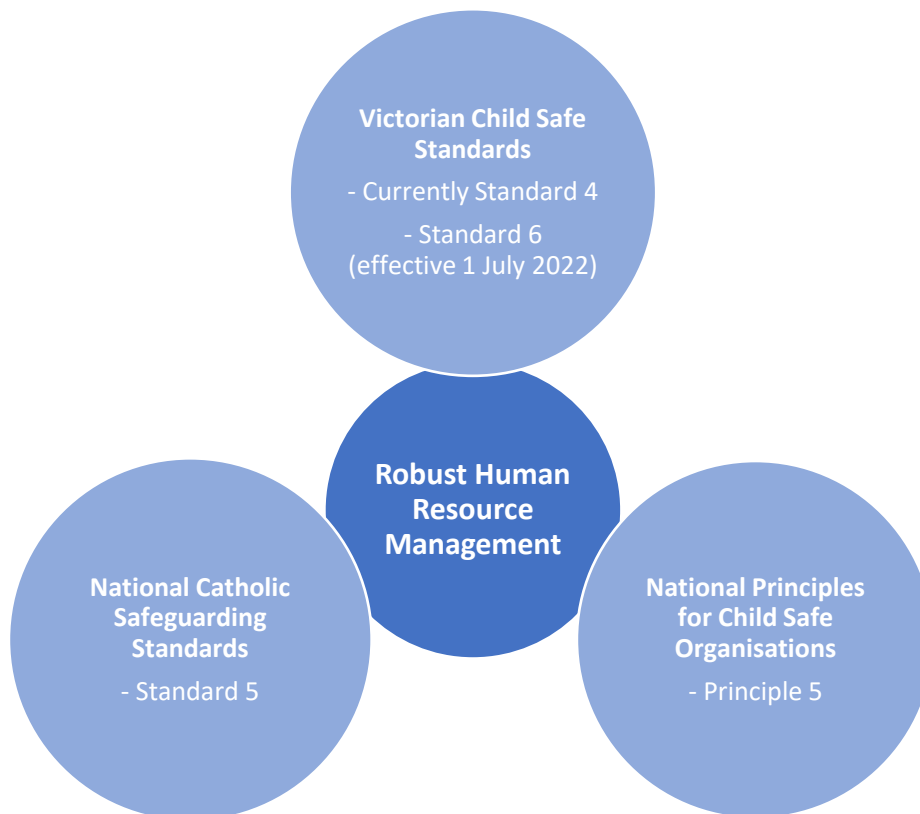 Victorian Child Safe
Standards
- Currently Standard 4
- Standard 6
(effective 1 July 2022)
Robust Human
Resource
Management
National Catholic
Safeguarding
Standards
- Standard 5
National Principles
for Child Safe
Organisations
- Principle 5